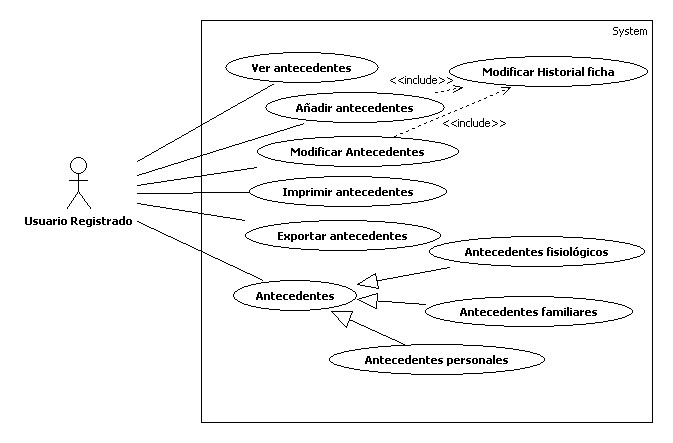 System
Ver antecedentes
Modificar Historial ficha
<<include>>
Añadir antecedentes
<<include>>
Modificar Antecedentes
Imprimir antecedentes
Usuario Registrado
Exportar antecedentes
Antecedentes fisiológicos
Antecedentes
Antecedentes familiares
Antecedentes personales